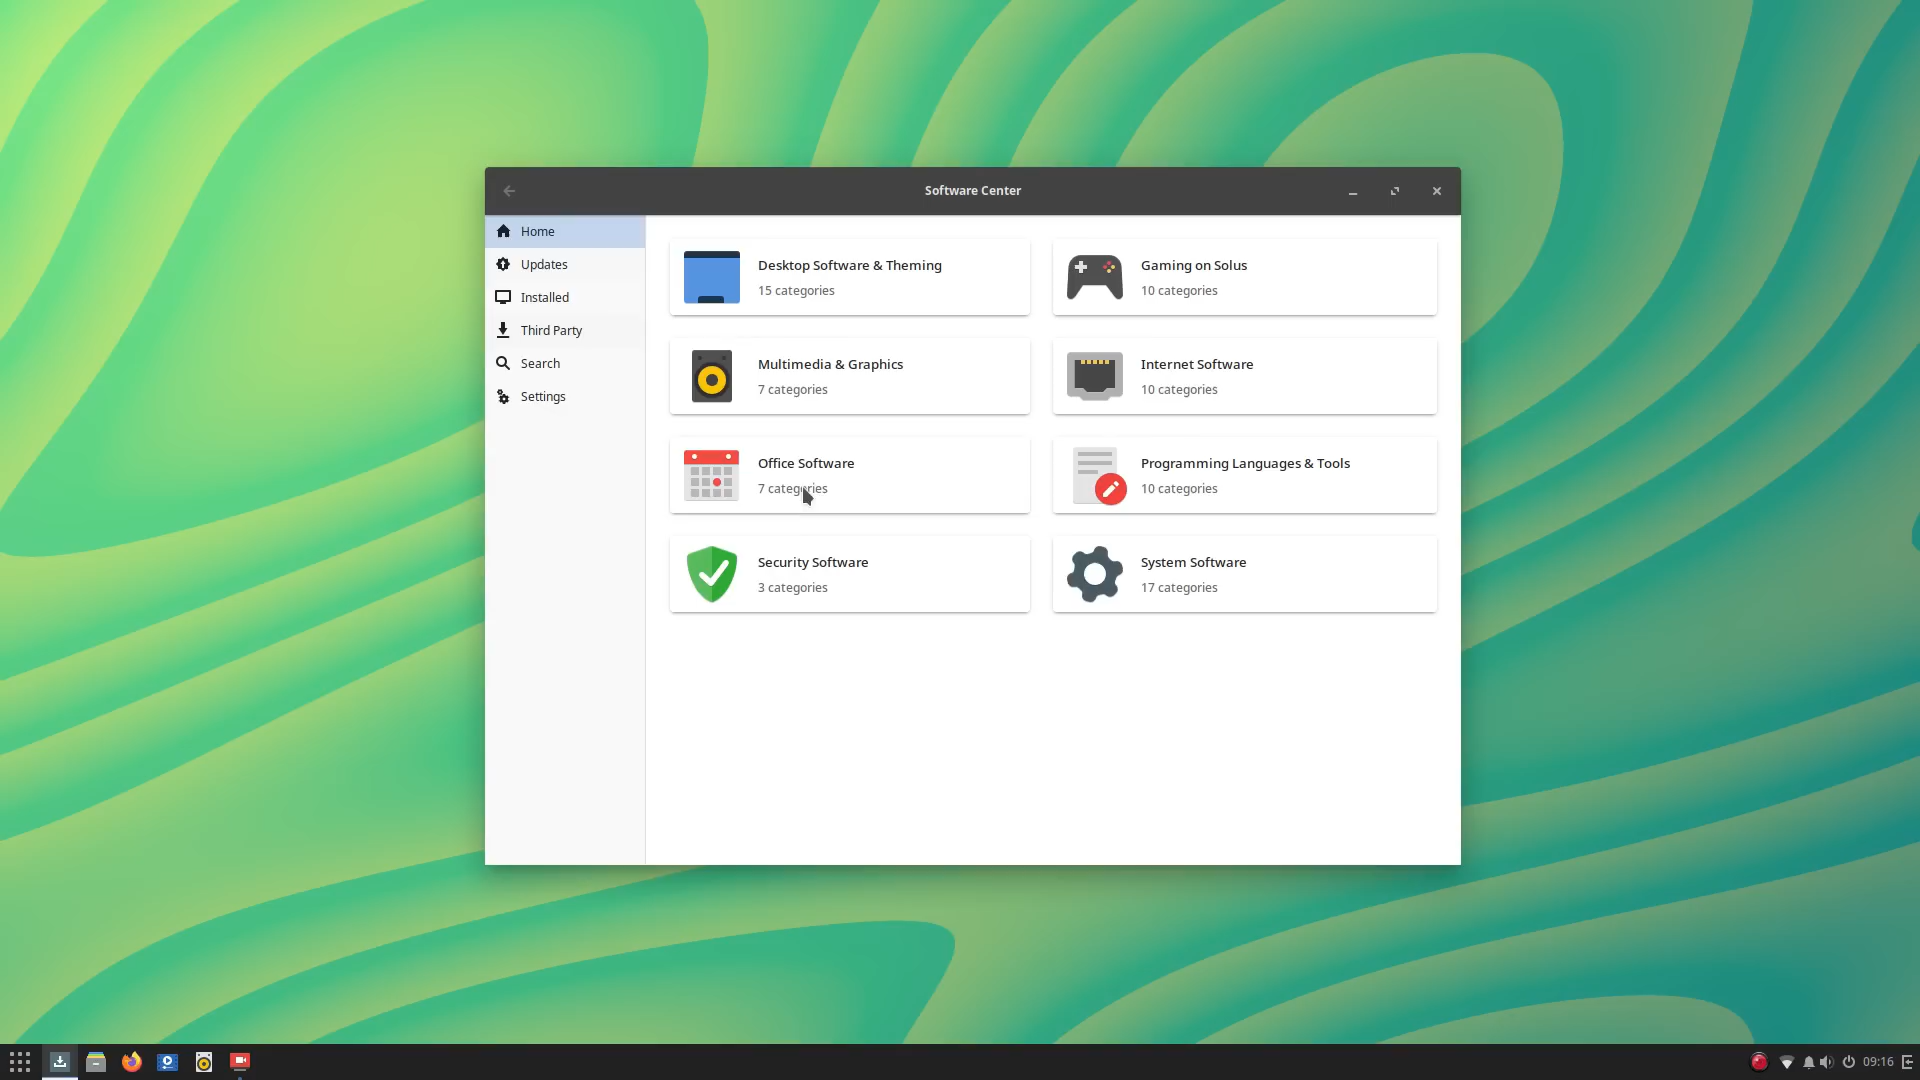 Software Center
Home
Updates
Installed
Third Party
Search
Settings
Desktop Software & Theming
15 categories
Gaming on Solus
10 categories
Multimedia & Graphics
7 categories
Internet Software
10 categories
Office Software
7 categories
Programming Languages & Tools
10 categories
Security Software
3 categories
System Software
17 categories
09:16